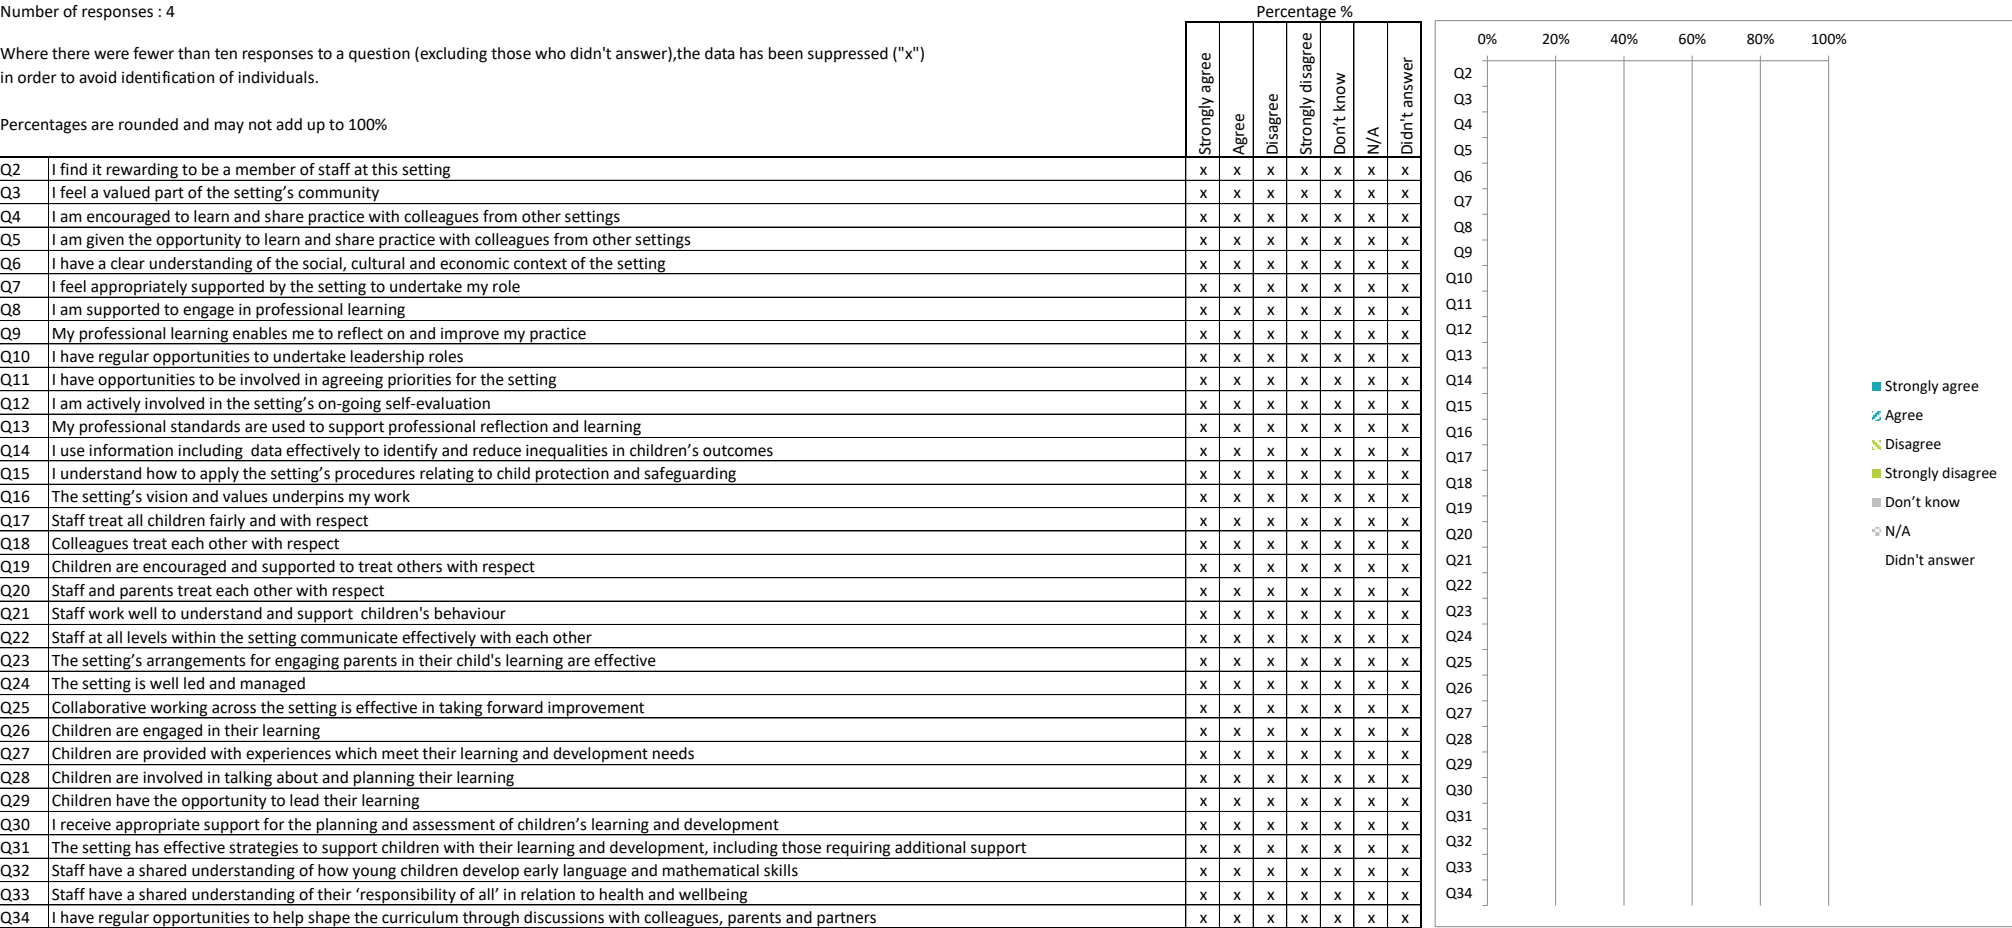 Number of responses : 4
Percentage %
Where there were fewer than ten responses to a question (excluding those who didn't answer),the data has been suppressed ("x")
in order to avoid identification of individuals.
Percentages are rounded and may not add up to 100%
Strongly agree
Agree
Disagree
Strongly disagree
Don't know
N/A
Didn't answer
Q2 I find it rewarding to be a member of staff at this setting x x x x x x x
Q3 I feel a valued part of the setting’s community x x x x x x x
Q4 I am encouraged to learn and share practice with colleagues from other settings x x x x x x x
Q5 I am given the opportunity to learn and share practice with colleagues from other settings x x x x x x x
Q6 I have a clear understanding of the social, cultural and economic context of the setting x x x x x x x
Q7 I feel appropriately supported by the setting to undertake my role x x x x x x x
Q8 I am supported to engage in professional learning x x x x x x x
Q9 My professional learning enables me to reflect on and improve my practice x x x x x x x
Q10 I have regular opportunities to undertake leadership roles x x x x x x x
Q11 I have opportunities to be involved in agreeing priorities for the setting x x x x x x x
Q12 I am actively involved in the setting’s on-going self-evaluation x x x x x x x
Q13 My professional standards are used to support professional reflection and learning x x x x x x x
Q14 I use information including  data effectively to identify and reduce inequalities in children’s outcomes x x x x x x x
Q15 I understand how to apply the setting’s procedures relating to child protection and safeguarding x x x x x x x
Q16 The setting’s vision and values underpins my work x x x x x x x
Q17 Staff treat all children fairly and with respect x x x x x x x
Q18 Colleagues treat each other with respect x x x x x x x
Q19 Children are encouraged and supported to treat others with respect x x x x x x x
Q20 Staff and parents treat each other with respect x x x x x x x
Q21 Staff work well to understand and support  children's behaviour x x x x x x x
Q22 Staff at all levels within the setting communicate effectively with each other x x x x x x x
Q23 The setting’s arrangements for engaging parents in their child's learning are effective x x x x x x x
Q24 The setting is well led and managed x x x x x x x
Q25 Collaborative working across the setting is effective in taking forward improvement x x x x x x x
Q26 Children are engaged in their learning x x x x x x x
Q27 Children are provided with experiences which meet their learning and development needs x x x x x x x
Q28 Children are involved in talking about and planning their learning x x x x x x x
Q29 Children have the opportunity to lead their learning x x x x x x x
Q30 I receive appropriate support for the planning and assessment of children’s learning and development x x x x x x x
Q31 The setting has effective strategies to support children with their learning and development, including those requiring additional support x x x x x x x
Q32 Staff have a shared understanding of how young children develop early language and mathematical skills x x x x x x x
Q33 Staff have a shared understanding of their ‘responsibility of all’ in relation to health and wellbeing x x x x x x x
Q34 I have regular opportunities to help shape the curriculum through discussions with colleagues, parents and partners x x x x x x x
0% 20% 40% 60% 80% 100%
Q2
Q3
Q4
Q5
Q6
Q7
Q8
Q9
Q10
Q11
Q12
Q13
Q14
Q15
Q16
Q17
Q18
Q19
Q20
Q21
Q22
Q23
Q24
Q25
Q26
Q27
Q28
Q29
Q30
Q31
Q32
Q33
Q34
Strongly agree
Agree
Disagree
Strongly disagree
Don’t know
N/A
Didn't answer